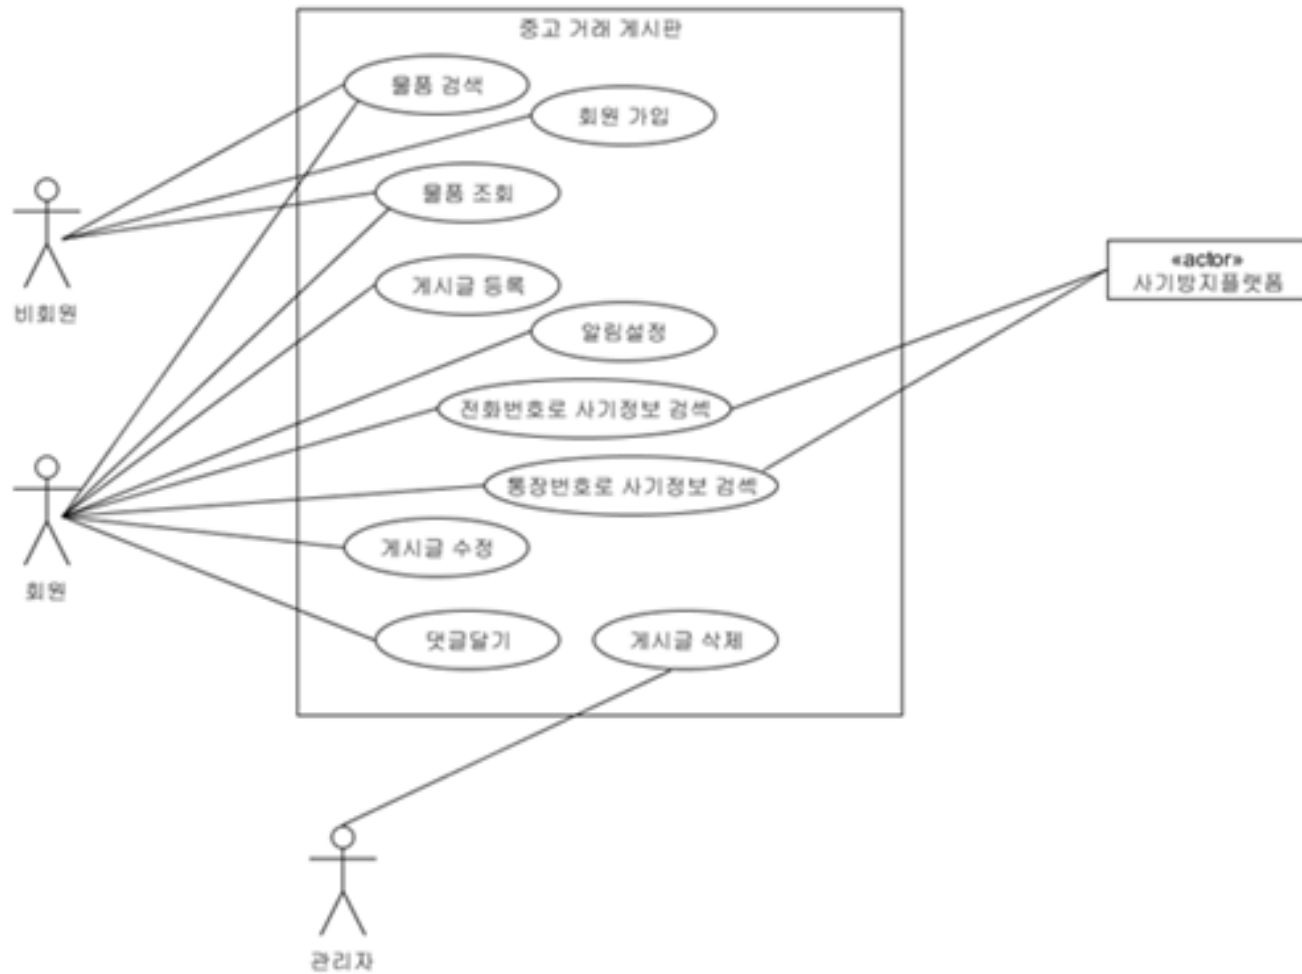 중고 거래 게시판
물품 검색
회원 가입
물품 조회
«actor»
사기방지플랫폼
게시글 등록
비회원
알림설정
전화번호로 사기정보 검섹
통장번호로 사기정보 검섹
게시글 수정
회원
댓글달기
게시글 삭제
관리자